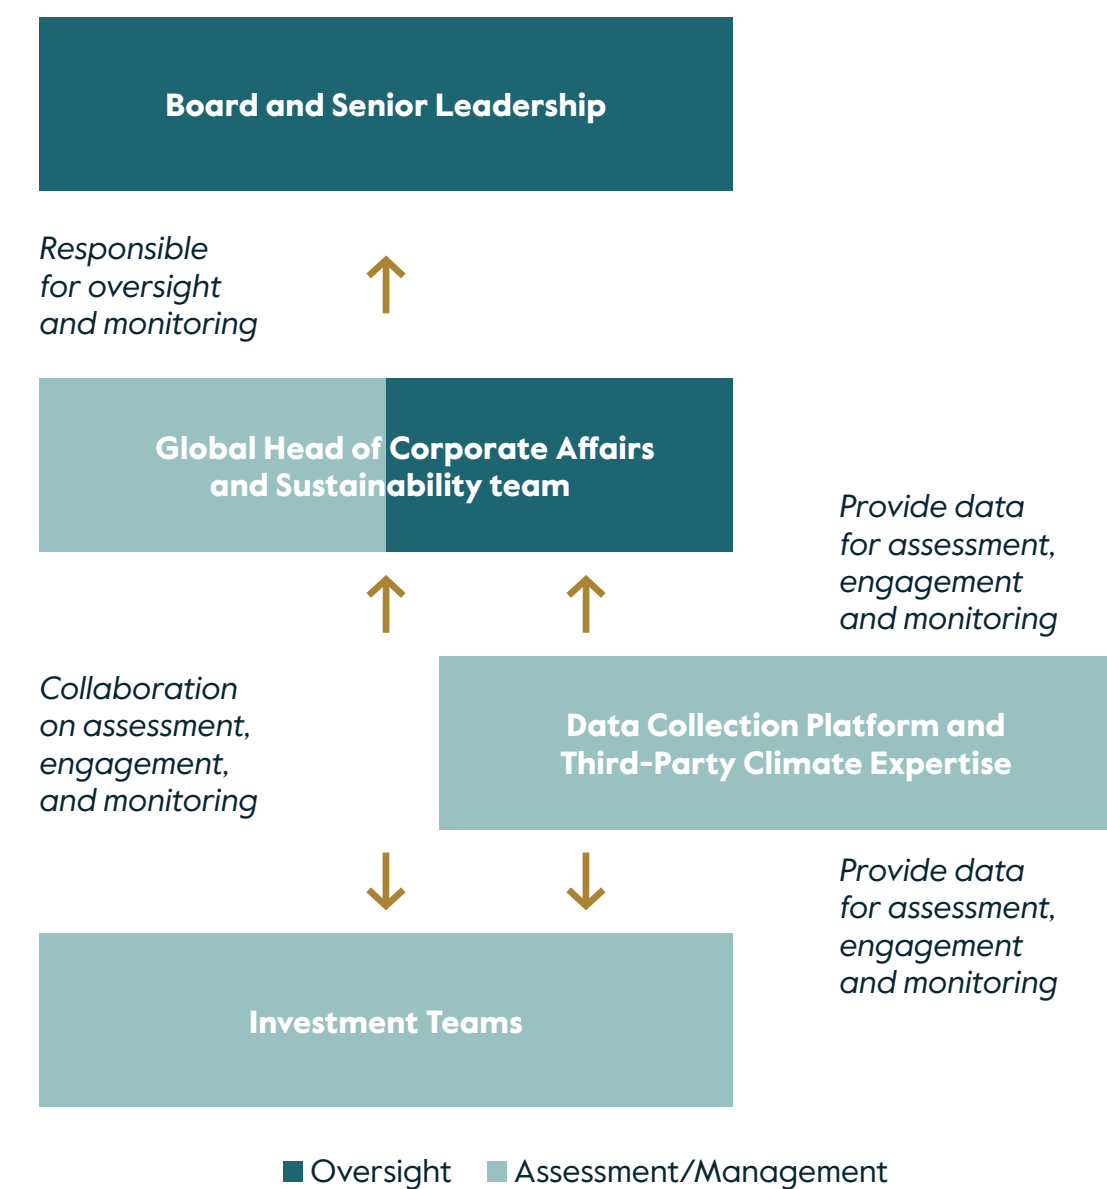 Board and Senior Leadership
Responsible
for oversight
and monitoring
Global Head of Corporate Affairs
and Sustainability team
Provide data
for assessment,
engagement
and monitoring
Collaboration
on assessment,
engagement,
and monitoring
Data Collection Platform and
Third-Party Climate Expertise
Provide data
for assessment,
engagement
and monitoring
Investment Teams
Oversight
Assessment/Management